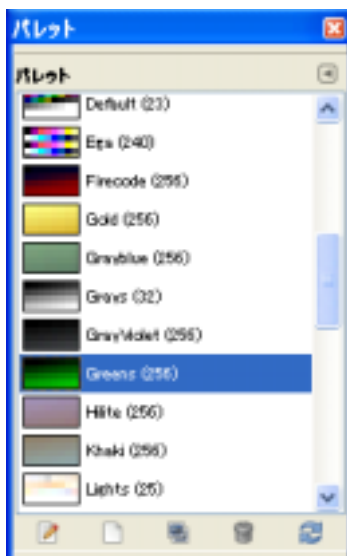 パレット
パレット
Default (23)
Ega (240)
Firecode (256)
Gold (256)
Grayblue (256)
Grays (32)
GrayViolet (256)
Greens (256)
Hilite (256)
Khaki (256)
Lights (25)